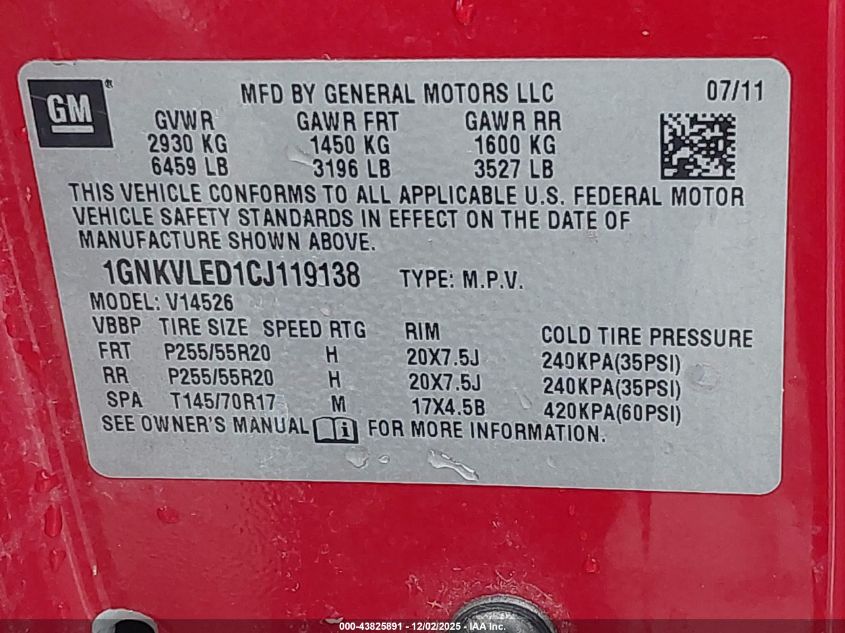 GM
MFD BY GENERAL MOTORS LLC 07/11
GVWR GAWR FRT GAWR RR
2930 KG 1450 KG 1600 KG
6459 LB 3196 LB 3527 LB
THIS VEHICLE CONFORMS TO ALL APPLICABLE U.S. FEDERAL MOTOR
VEHICLE SAFETY STANDARDS IN EFFECT ON THE DATE OF
MANUFACTURE SHOWN ABOVE.
1GNKVLED1CJ119138 TYPE: M.P.V.
MODEL: V14526
VBBP TIRE SIZE SPEED RTG RIM COLD TIRE PRESSURE
FRT P255/55R20 H 20X7.5J 240KPA(35PSI)
RR P255/55R20 H 20X7.5J 240KPA(35PSI)
SPA T145/70R17 M 17X4.5B 420KPA(60PSI)
SEE OWNER'S MANUAL i FOR MORE INFORMATION.
000-43825891 - 12/02/2025 - IAA Inc.